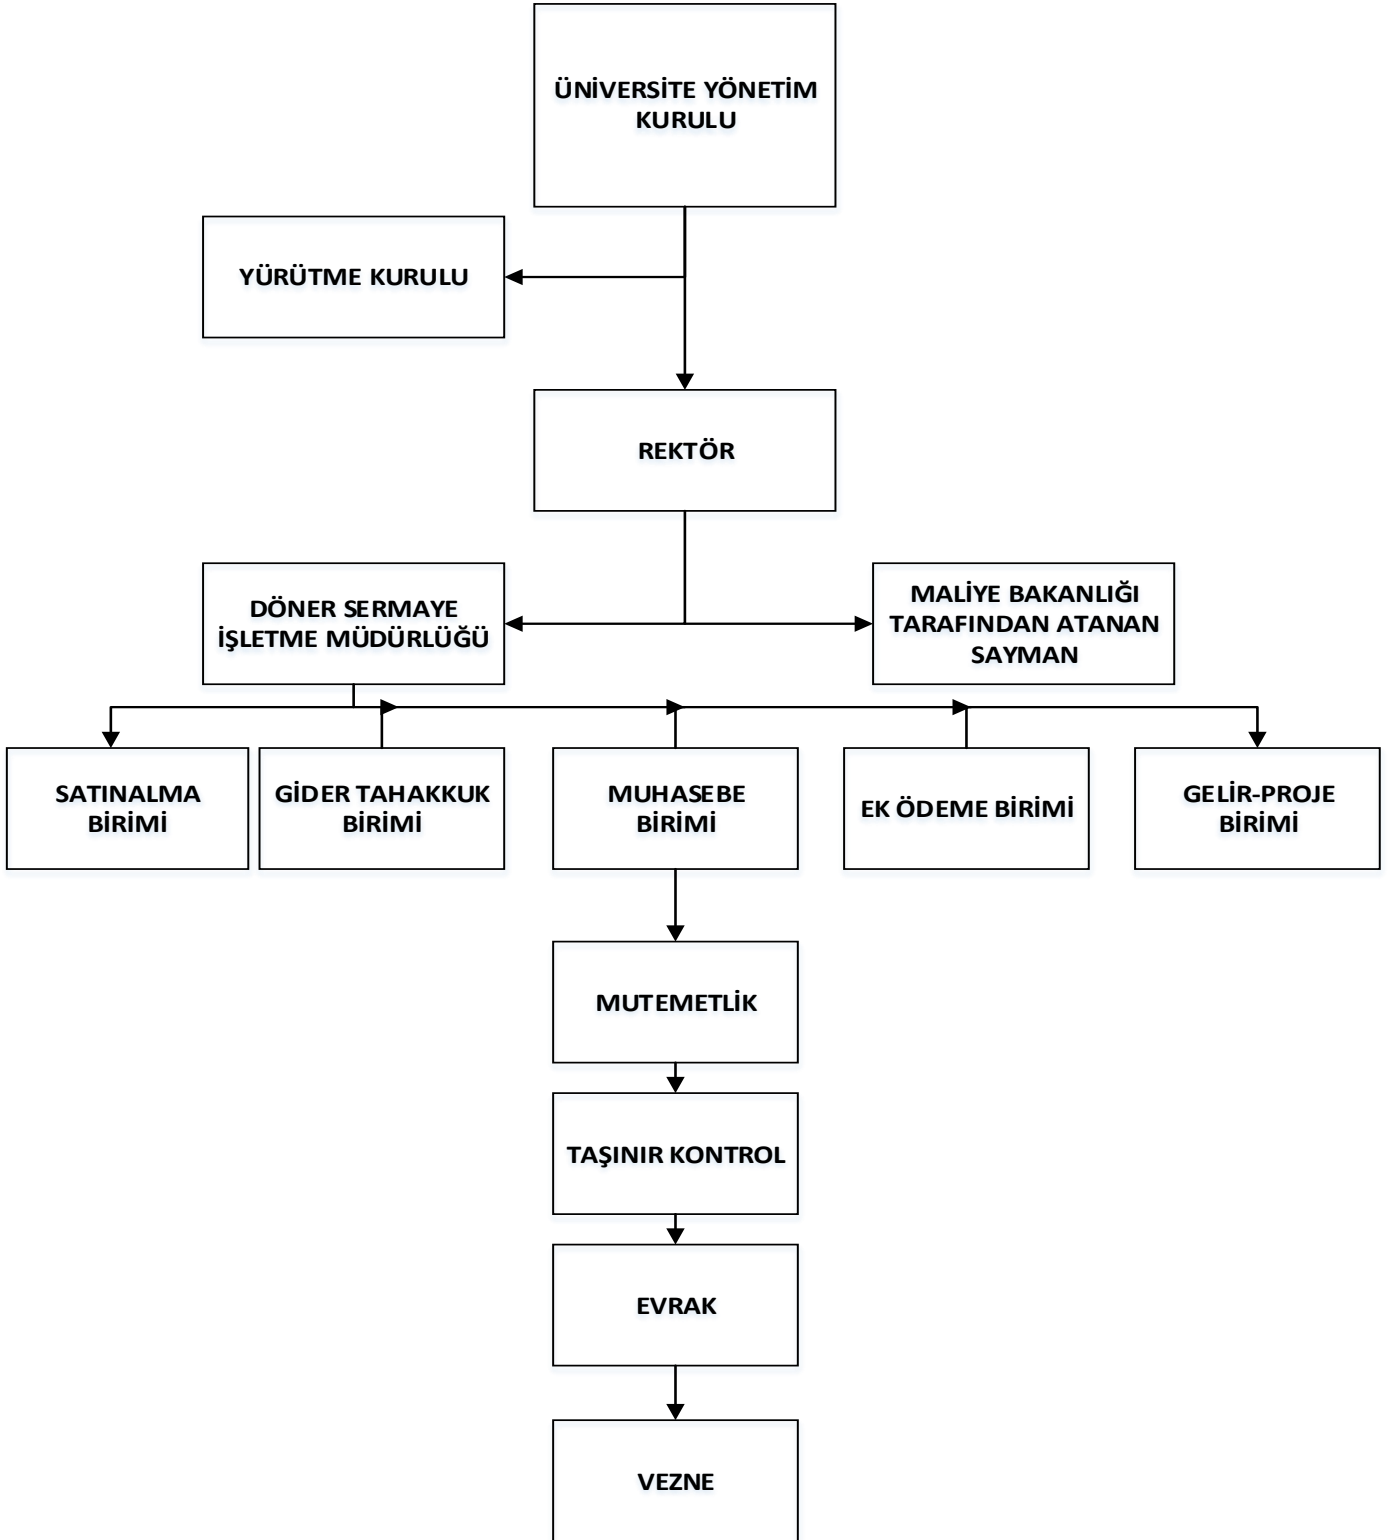 ÜNİVERSİTE YÖNETİM
KURULU
YÜRÜTME KURULU
REKTÖR
DÖNER SERMAYE
İŞLETME MÜDÜRLÜĞÜ
MALİYE BAKANLIĞI
TARAFINDAN ATANAN
SAYMAN
SATINALMA
BİRİMİ
GİDER TAHAKKUK
BİRİMİ
MUHASEBE
BİRİMİ
EK ÖDEME BİRİMİ
GELİR-PROJE
BİRİMİ
MUTEMETLİK
TAŞINIR KONTROL
EVRAK
VEZNE